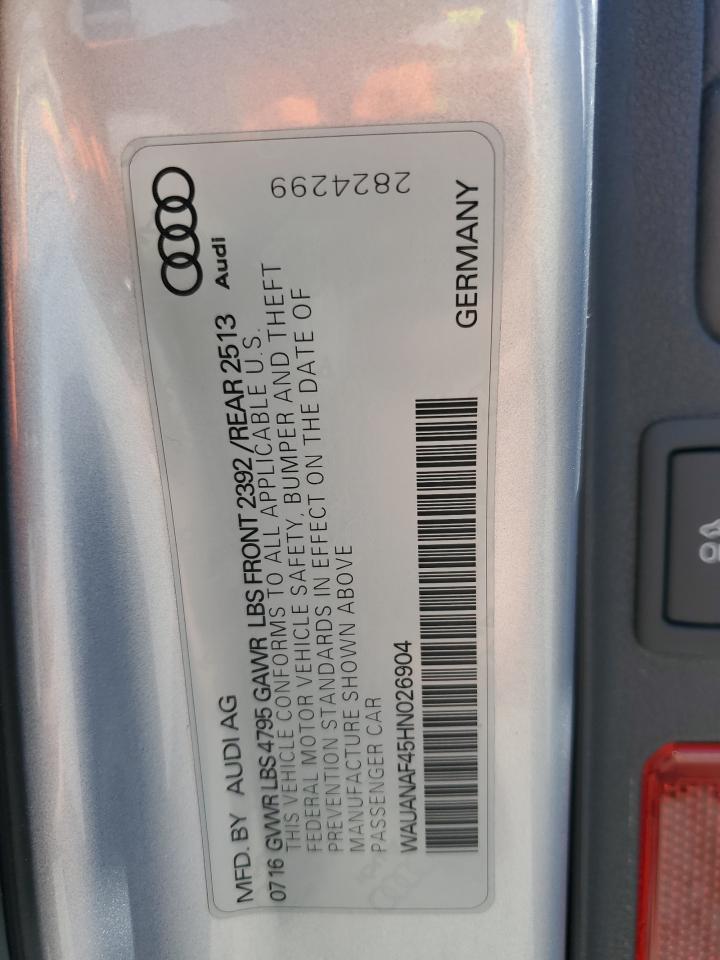 MFD. BY AUDI AG
Audi
0716 GVWR LBS 4795 GAWR LBS FRONT 2392 /REAR 2513
THIS VEHICLE CONFORMS TO ALL APPLICABLE U.S.
FEDERAL MOTOR VEHICLE SAFETY, BUMPER AND THEFT
PREVENTION STANDARDS IN EFFECT ON THE DATE OF
MANUFACTURE SHOWN ABOVE
PASSENGER CAR
2824299
WAUANAF45HN026904
GERMANY